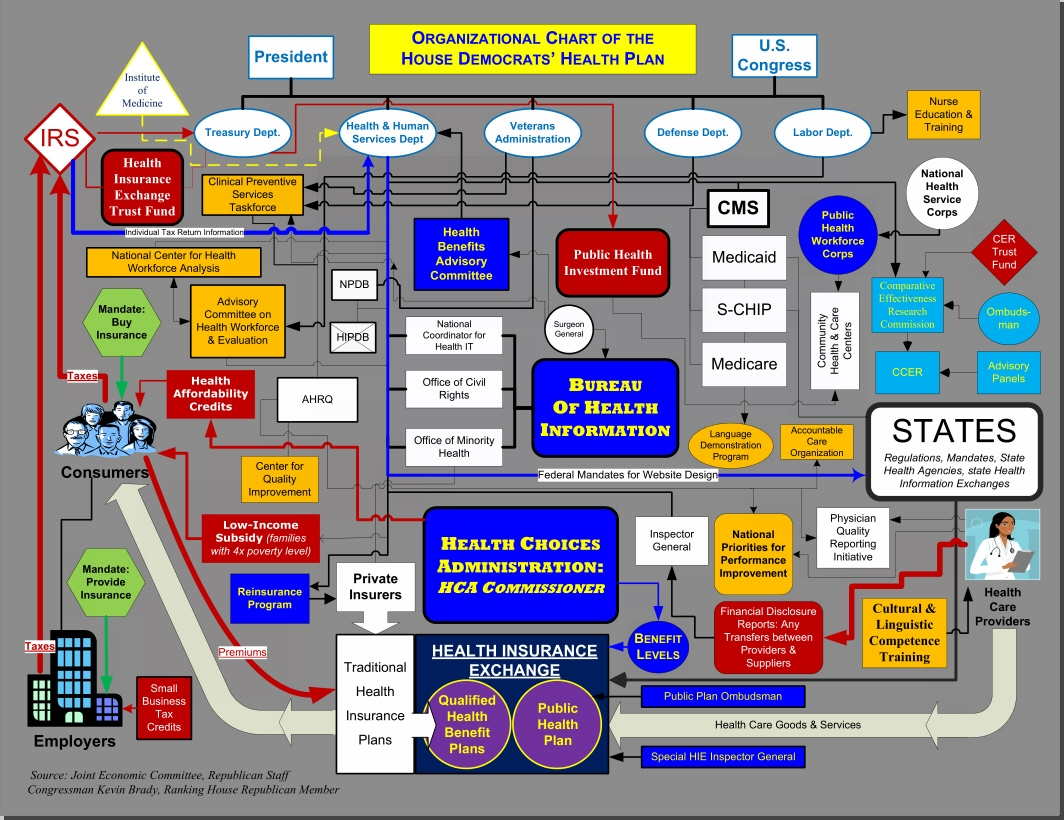 ORGANIZATIONAL CHART OF THE
HOUSE DEMOCRATS' HEALTH PLAN
President
U.S.
Congress
Institute
of
Medicine
IRS
Treasury Dept.
Health & Human
Services Dept
Veterans
Administration
Defense Dept.
Labor Dept.
Nurse
Education &
Training
Health
Insurance
Exchange
Trust Fund
Clinical Preventive
Services
Taskforce
CMS
National
Health
Service
Corps
Individual Tax Return Information
Health
Benefits
Advisory
Committee
Public Health
Investment Fund
Public
Health
Workforce
Corps
CER
Trust
Fund
National Center for Health
Workforce Analysis
Medicaid
S-CHIP
Medicare
NPDB
HIPDB
Comparative
Effectiveness
Research
Commission
Ombuds-
man
Mandate:
Buy
Insurance
Advisory
Committee on
Health Workforce
& Evaluation
National
Coordinator for
Health IT
Surgeon
General
Community
Health & Care
Centers
CCER
Advisory
Panels
Taxes
Health
Affordability
Credits
AHRQ
Office of Civil
Rights
BUREAU
OF HEALTH
INFORMATION
Office of Minority
Health
Language
Demonstration
Program
Accountable
Care
Organization
STATES
Regulations, Mandates, State
Health Agencies, state Health
Information Exchanges
Consumers
Center for
Quality
Improvement
Federal Mandates for Website Design
Low-Income
Subsidy (families
with 4x poverty level)
HEALTH CHOICES
ADMINISTRATION:
HCA COMMISSIONER
Inspector
General
National
Priorities for
Performance
Improvement
Physician
Quality
Reporting
Initiative
Health
Care
Providers
Mandate:
Provide
Insurance
Reinsurance
Program
Private
Insurers
BENEFIT
LEVELS
Financial Disclosure
Reports: Any
Transfers between
Providers &
Suppliers
Cultural &
Linguistic
Competence
Training
Taxes
Premiums
Traditional
Health
Insurance
Plans
HEALTH INSURANCE
EXCHANGE
Qualified
Health
Benefit
Plans
Public
Health
Plan
Public Plan Ombudsman
Health Care Goods & Services
Special HIE Inspector General
Small
Business
Tax
Credits
Employers
Source: Joint Economic Committee, Republican Staff
Congressman Kevin Brady, Ranking House Republican Member